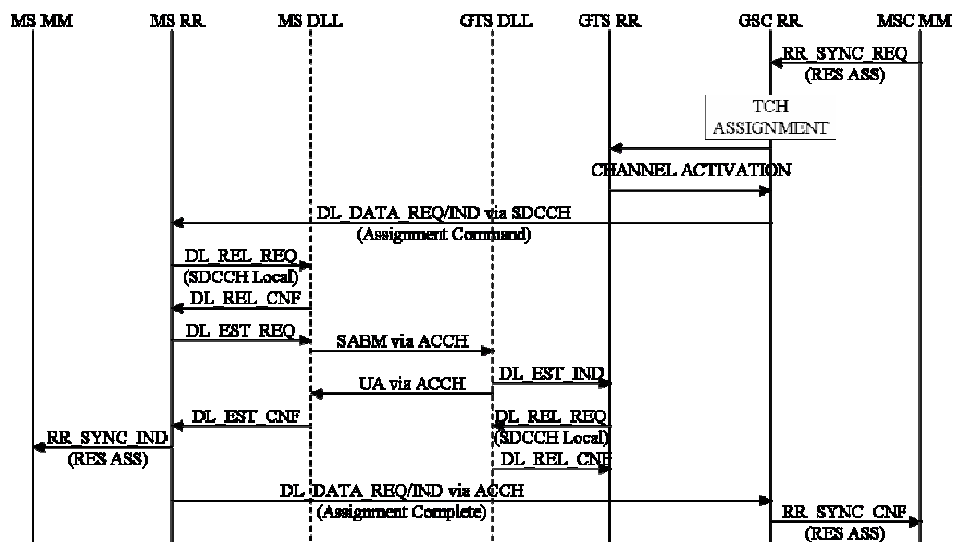 MS MM MS RR MS DLL GTS DLL GTS RR GSC RR MSC MM
RR_SYNC_REQ
(RES ASS)
TCH
ASSIGNMENT
CHANNEL ACTIVATION
DL_DATA_REQ/IND via SDCCH
(Assignment Command)
DL_REL_REQ
(SDCCH Local)
DL_REL_CNF
DL_EST_REQ
SABM via ACCH
DL_EST_IND
UA via ACCH
DL_EST_CNF
DL_REL_REQ
(SDCCH Local)
RR_SYNC_IND
(RES ASS)
DL_REL_CNF
DL_DATA_REQ/IND via ACCH
(Assignment Complete)
RR_SYNC_CNF
(RES ASS)